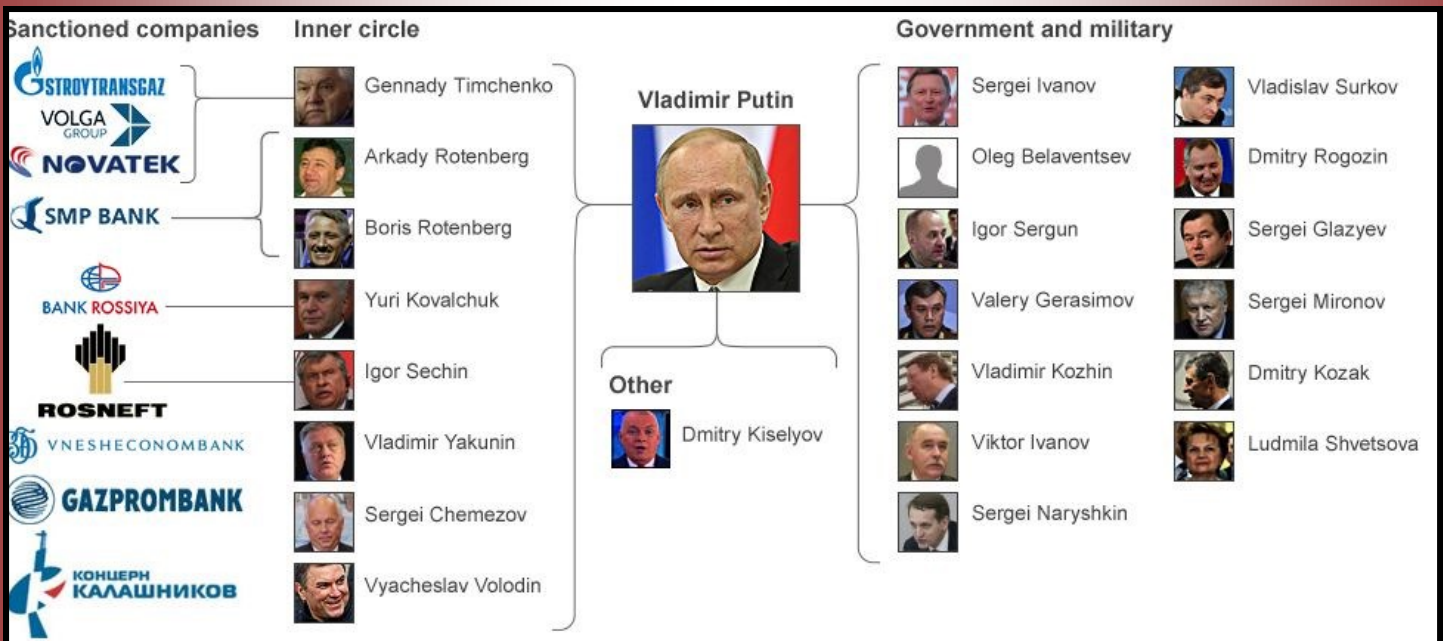 Sanctioned companies
STROYTRANSGAZ
VOLGA
GROUP
NOVATEK
SMP BANK
BANK ROSSIYA
ROSNEFT
VNESHECONOMBANK
GAZPROMBANK
КОНЦЕРН
КАЛАШНИКОВ
Inner circle
Gennady Timchenko
Arkady Rotenberg
Boris Rotenberg
Yuri Kovalchuk
Igor Sechin
Vladimir Yakunin
Sergei Chemezov
Vyacheslav Volodin
Vladimir Putin
Other
Dmitry Kiselyov
Government and military
Sergei Ivanov
Oleg Belaventsev
Igor Sergun
Valery Gerasimov
Vladimir Kozhin
Viktor Ivanov
Sergei Naryshkin
Vladislav Surkov
Dmitry Rogozin
Sergei Glazyev
Sergei Mironov
Dmitry Kozak
Ludmila Shvetsova